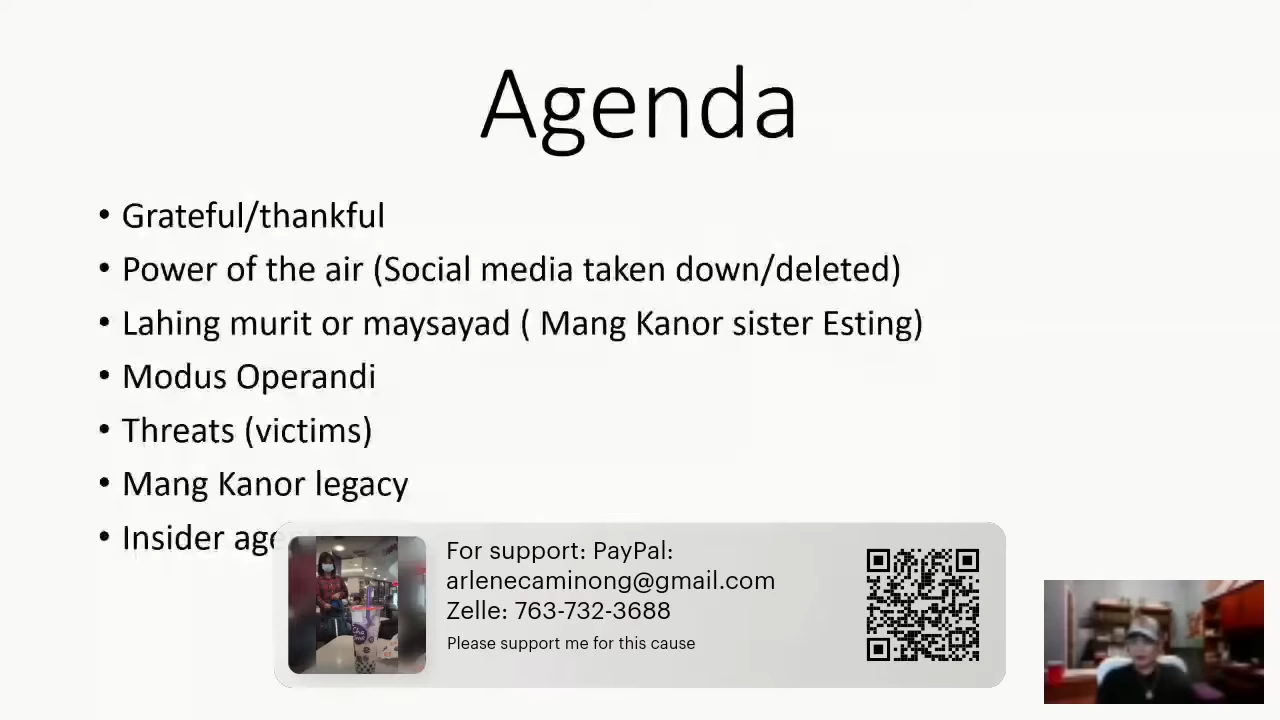 Agenda
• Grateful/thankful
• Power of the air (Social media taken down/deleted)
• Lahing murit or maysayad ( Mang Kanor sister Esting)
• Modus Operandi
• Threats (victims)
• Mang Kanor legacy
• Insider
For support: PayPal:
arlenecaminong@gmail.com
Zelle: 763-732-3688
Please support me for this cause